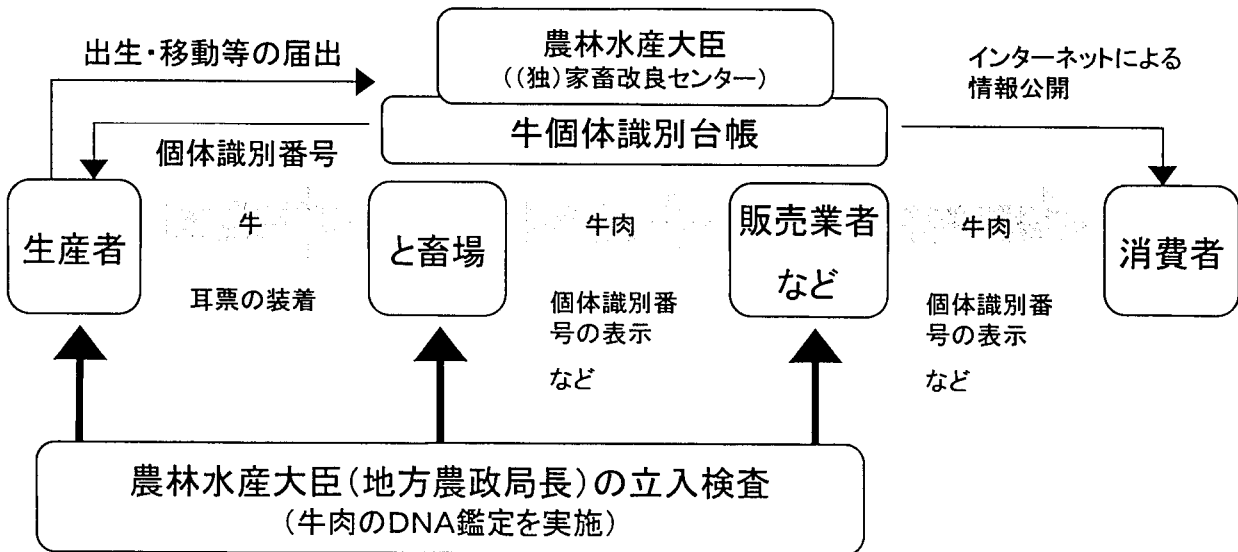 農林水産大臣
((独)家畜改良センター)
牛個体識別台帳
出生・移動等の届出
個体識別番号
インターネットによる
情報公開
生産者
牛
耳票の装着
と畜場
牛肉
個体識別番
号の表示
など
販売業者
など
牛肉
個体識別番
号の表示
など
消費者
農林水産大臣(地方農政局長)の立入検査
(牛肉のDNA鑑定を実施)